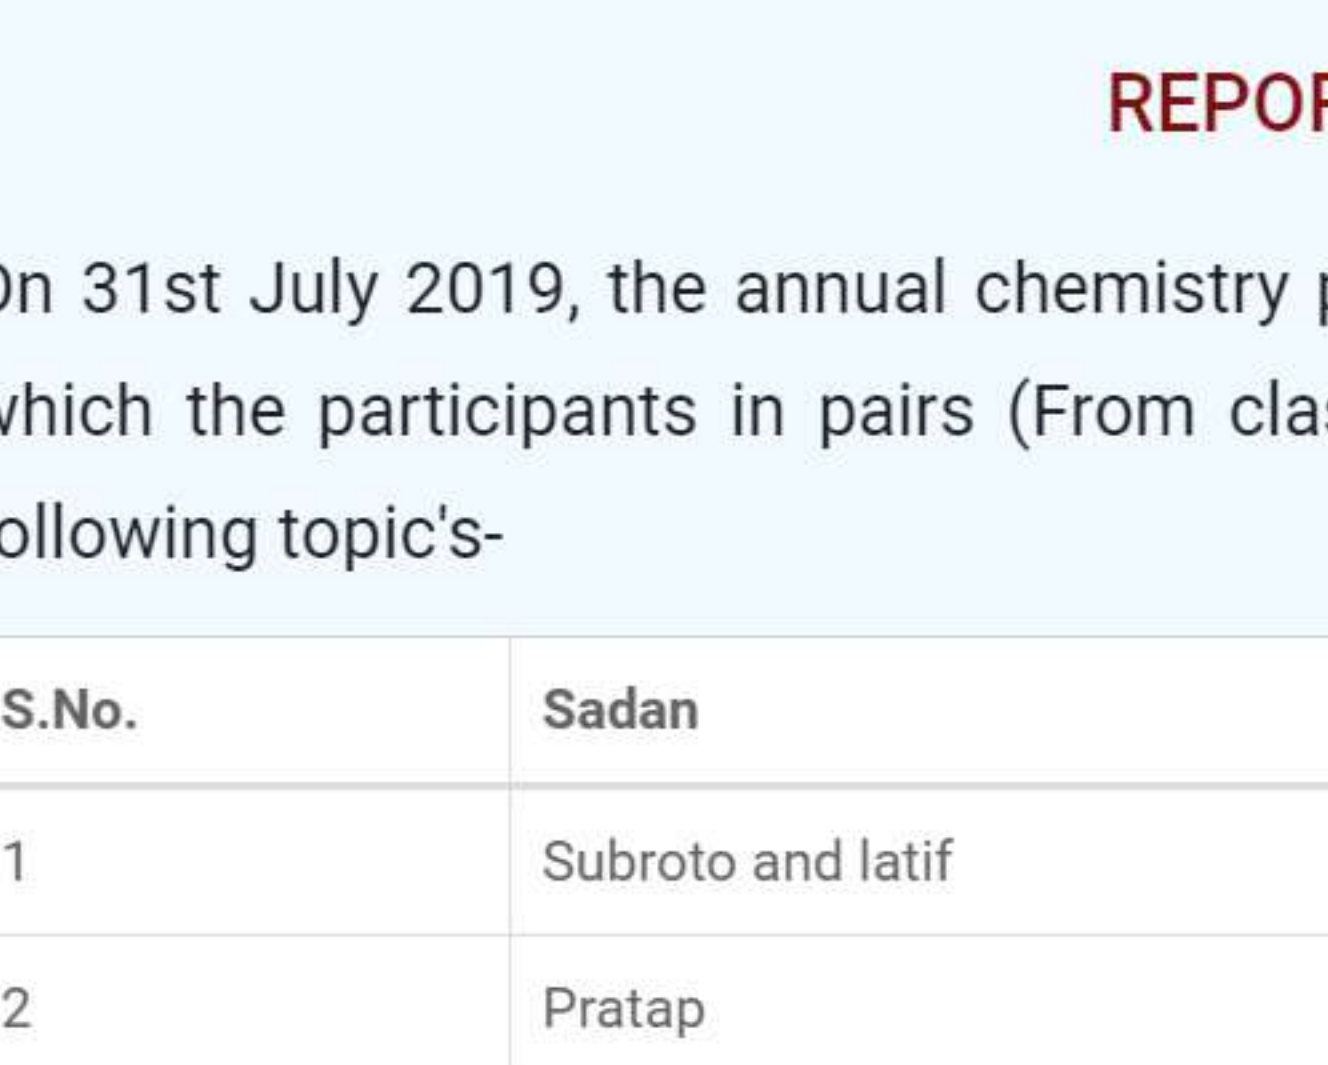 REPOR
On 31st July 2019, the annual chemistry p
which the participants in pairs (From clas
ollowing topic's-
S.No. Sadan
1 Subroto and latif
2 Pratap